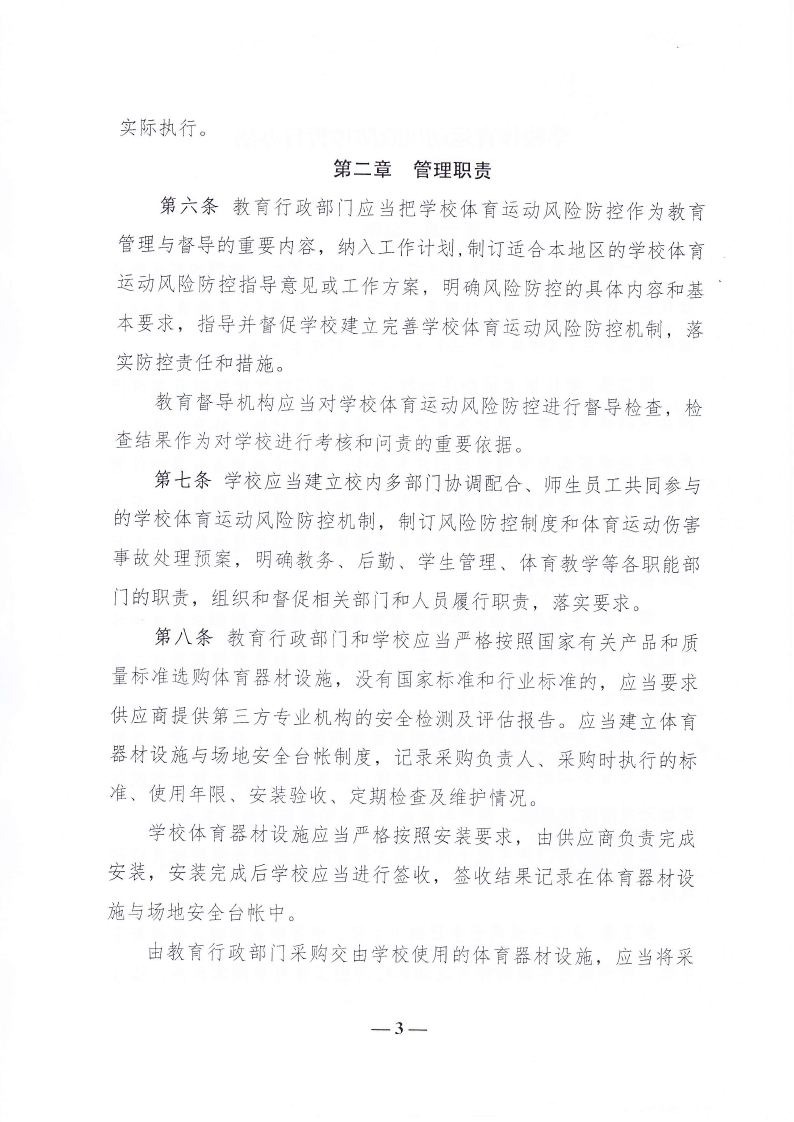 实际执行。
第二章　管理职责
第六条 教育行政部门应当把学校体育运动风险防控作为教育
管理与督导的重要内容，纳入工作计划,制订适合本地区的学校体育
运动风险防控指导意见或工作方案，明确风险防控的具体内容和基
本要求，指导并督促学校建立完善学校体育运动风险防控机制，落
实防控责任和措施。
教育督导机构应当对学校体育运动风险防控进行督导检查，检
查结果作为对学校进行考核和问责的重要依据。
第七条 学校应当建立校内多部门协调配合、师生员工共同参与
的学校体育运动风险防控机制，制订风险防控制度和体育运动伤害
事故处理预案，明确教务、后勤、学生管理、体育教学等各职能部
门的职责，组织和督促相关部门和人员履行职责，落实要求。
第八条 教育行政部门和学校应当严格按照国家有关产品和质
量标准选购体育器材设施，没有国家标准和行业标准的，应当要求
供应商提供第三方专业机构的安全检测及评估报告。应当建立体育
器材设施与场地安全台帐制度，记录采购负责人、采购时执行的标
准、使用年限、安装验收、定期检查及维护情况。
学校体育器材设施应当严格按照安装要求，由供应商负责完成
安装，安装完成后学校应当进行签收，签收结果记录在体育器材设
施与场地安全台帐中。
由教育行政部门采购交由学校使用的体育器材设施，应当将采
— 3 —